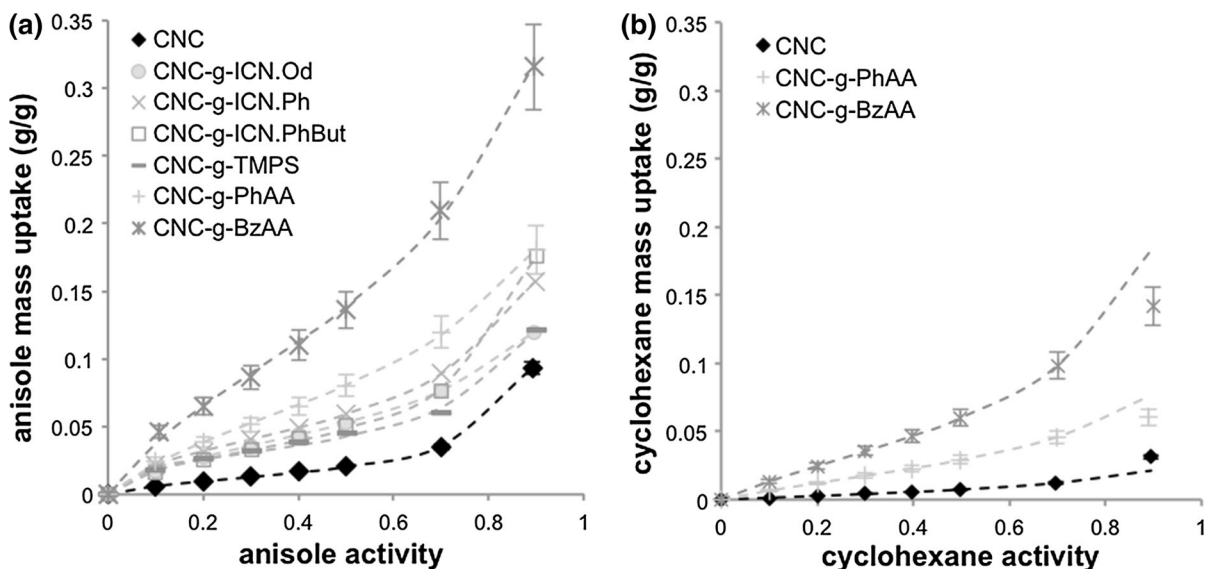 (a)
anisole mass uptake (g/g)
0.35
0.3
0.25
0.2
0.15
0.1
0.05
0
CNC
CNC-g-ICN.Od
CNC-g-ICN.Ph
CNC-g-ICN.PhBut
CNC-g-TMPS
CNC-g-PhAA
CNC-g-BzAA
0 0.2 0.4 0.6 0.8 1
anisole activity
(b)
cyclohexane mass uptake (g/g)
0.35
0.3
0.25
0.2
0.15
0.1
0.05
0
CNC
CNC-g-PhAA
CNC-g-BzAA
0 0.2 0.4 0.6 0.8 1
cyclohexane activity